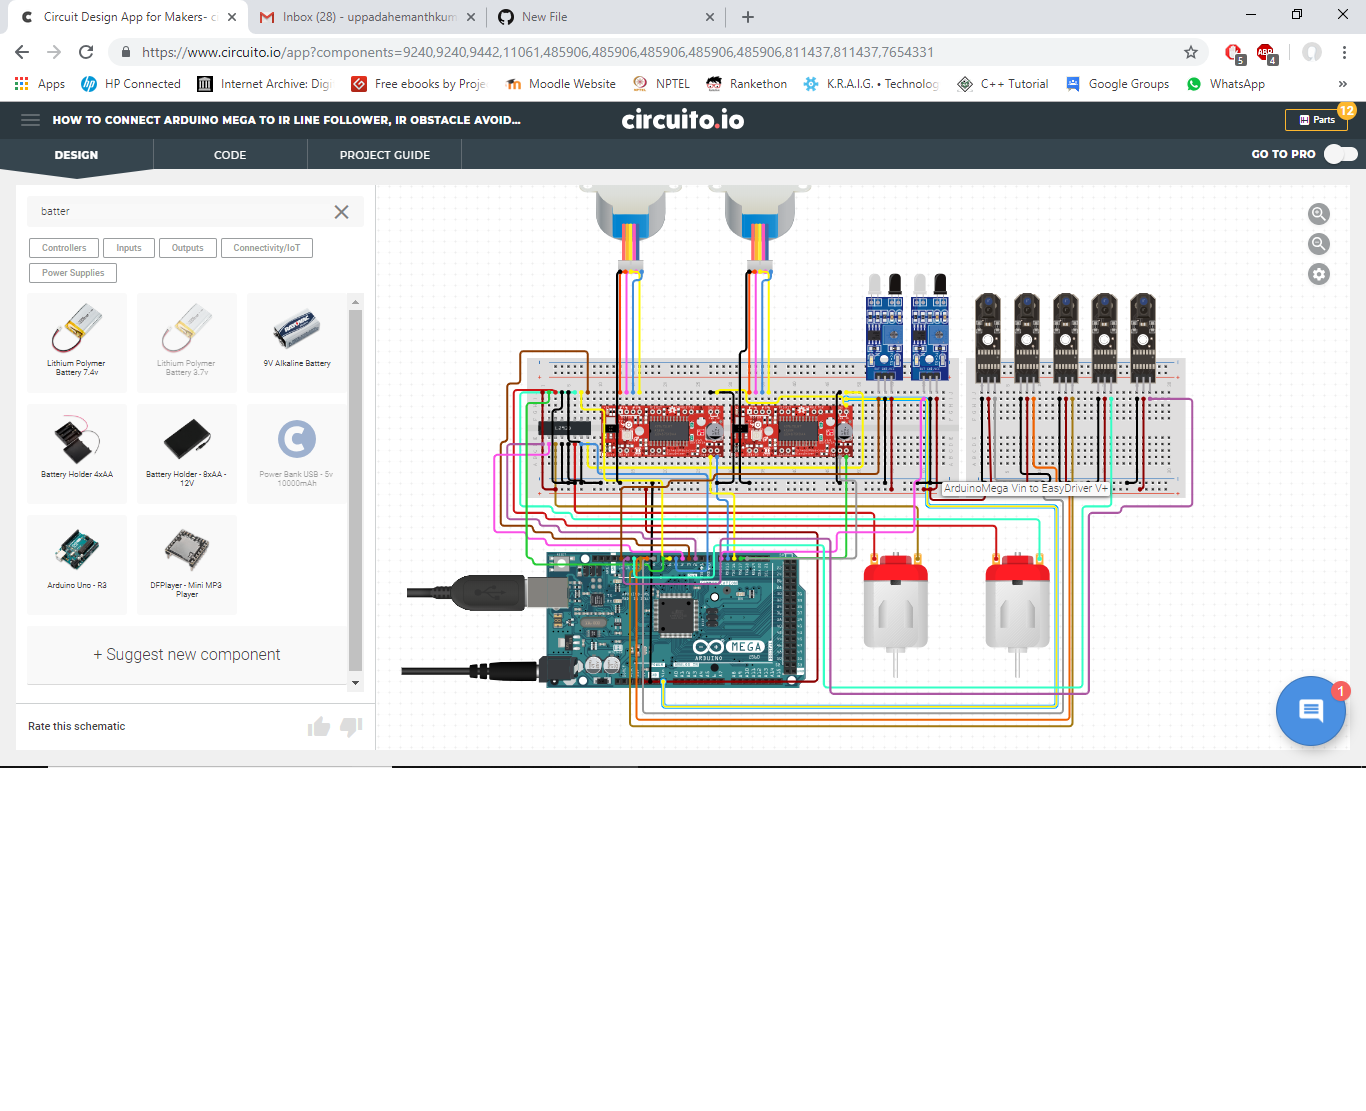 Circuit Design App for Makers- c
Inbox (28) - uppadahemanthkum
New File
https://www.circuito.io/app?components=9240,9240,9442,11061,485906,485906,485906,485906,485906,811437,811437,7654331
5
4
Apps
HP Connected
Internet Archive: Digi
Free ebooks by Proje
Moodle Website
NPTEL
Rankethon
K.R.A.I.G. • Technolog
C++ Tutorial
Google Groups
WhatsApp
»
HOW TO CONNECT ARDUINO MEGA TO IR LINE FOLLOWER, IR OBSTACLE AVOID...
circuito.io
Parts
12
DESIGN
CODE
PROJECT GUIDE
GO TO PRO
batter
Controllers
Inputs
Outputs
Connectivity/IoT
Power Supplies
Lithium Polymer
Battery 7.4v
Lithium Polymer
Battery 3.7v
9V Alkaline Battery
Battery Holder 4xAA
Battery Holder - 8xAA -
12V
Power Bank USB - 5v
10000mAh
Arduino Uno - R3
DFPlayer - Mini MP3
Player
+ Suggest new component
Rate this schematic
ArduinoMega Vin to EasyDriver V+
MEGA
ARDUINO
1